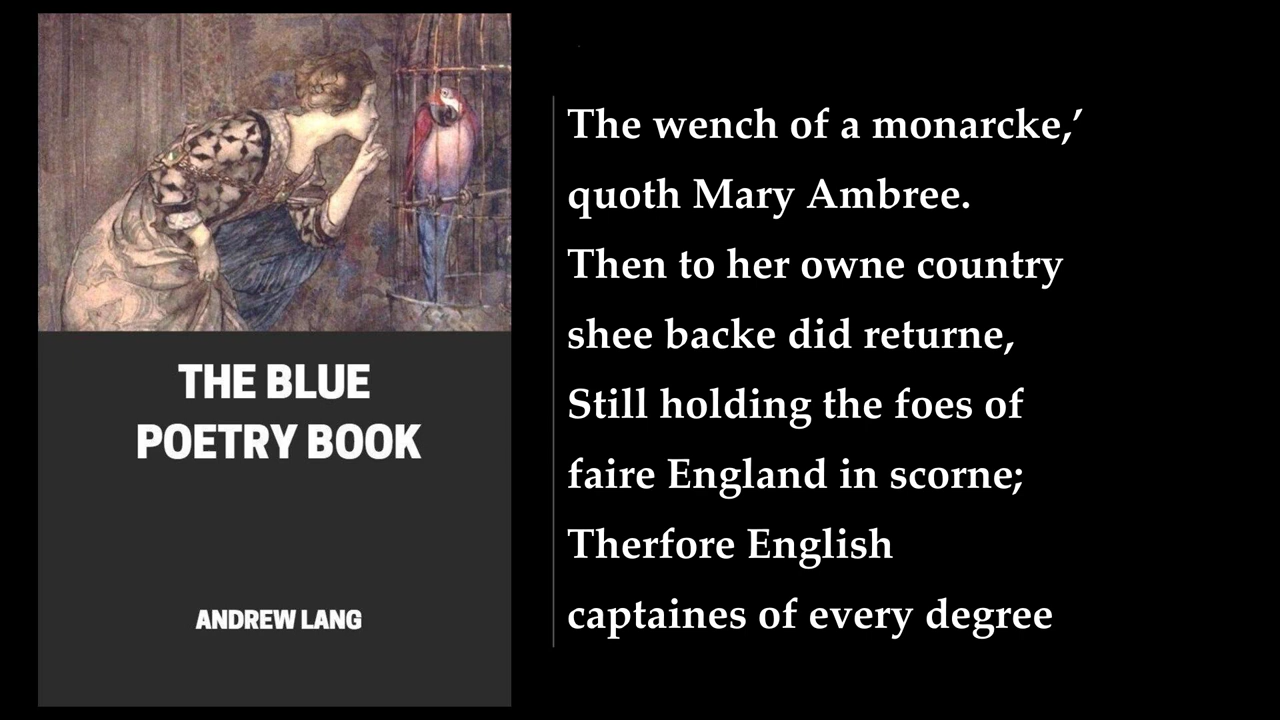 THE BLUE
POETRY BOOK
ANDREW LANG
The wench of a monarcke,’
quoth Mary Ambree.
Then to her owne country
shee backe did returne,
Still holding the foes of
faire England in scorne;
Therfore English
captaines of every degree